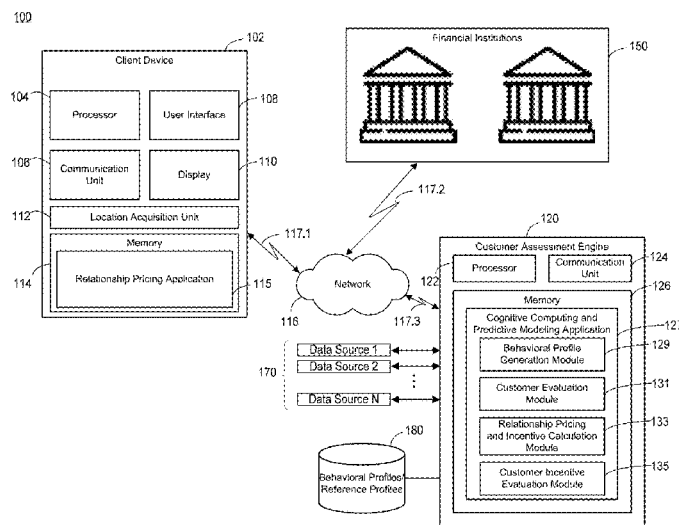 100
102
Client Device
104
Processor
User Interface
108
106
Communication
Unit
Display
110
112
Location Acquisition Unit
Memory
114
Relationship Pricing Application
115
Financial Institutions
150
117.1
117.2
117.3
Network
116
120
Customer Assessment Engine
122
Processor
Communication
Unit
124
126
Memory
Cognitive Computing and
Predictive Modeling Application
127
Behavioral Profile
Generation Module
129
Customer Evaluation
Module
131
Relationship Pricing
and Incentive Calculation
Module
133
Customer Incentive
Evaluation Module
135
170
Data Source 1
Data Source 2
Data Source N
180
Behavioral Profiles/
Reference Profiles